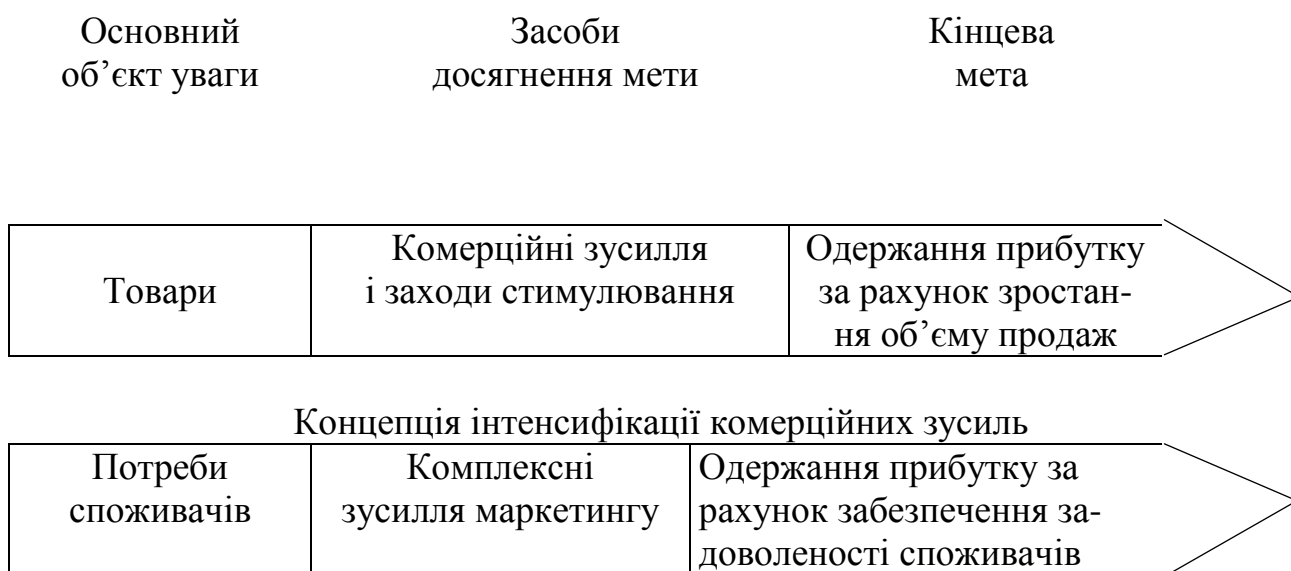 Основний
об’єкт уваги
Засоби
досягнення мети
Кінцева
мета
Товари
Комерційні зусилля
і заходи стимулювання
Одержання прибутку
за рахунок зростан-
ня об’єму продаж
Концепція інтенсифікації комерційних зусиль
Потреби
споживачів
Комплексні
зусилля маркетингу
Одержання прибутку за
рахунок забезпечення за-
доволеності споживачів